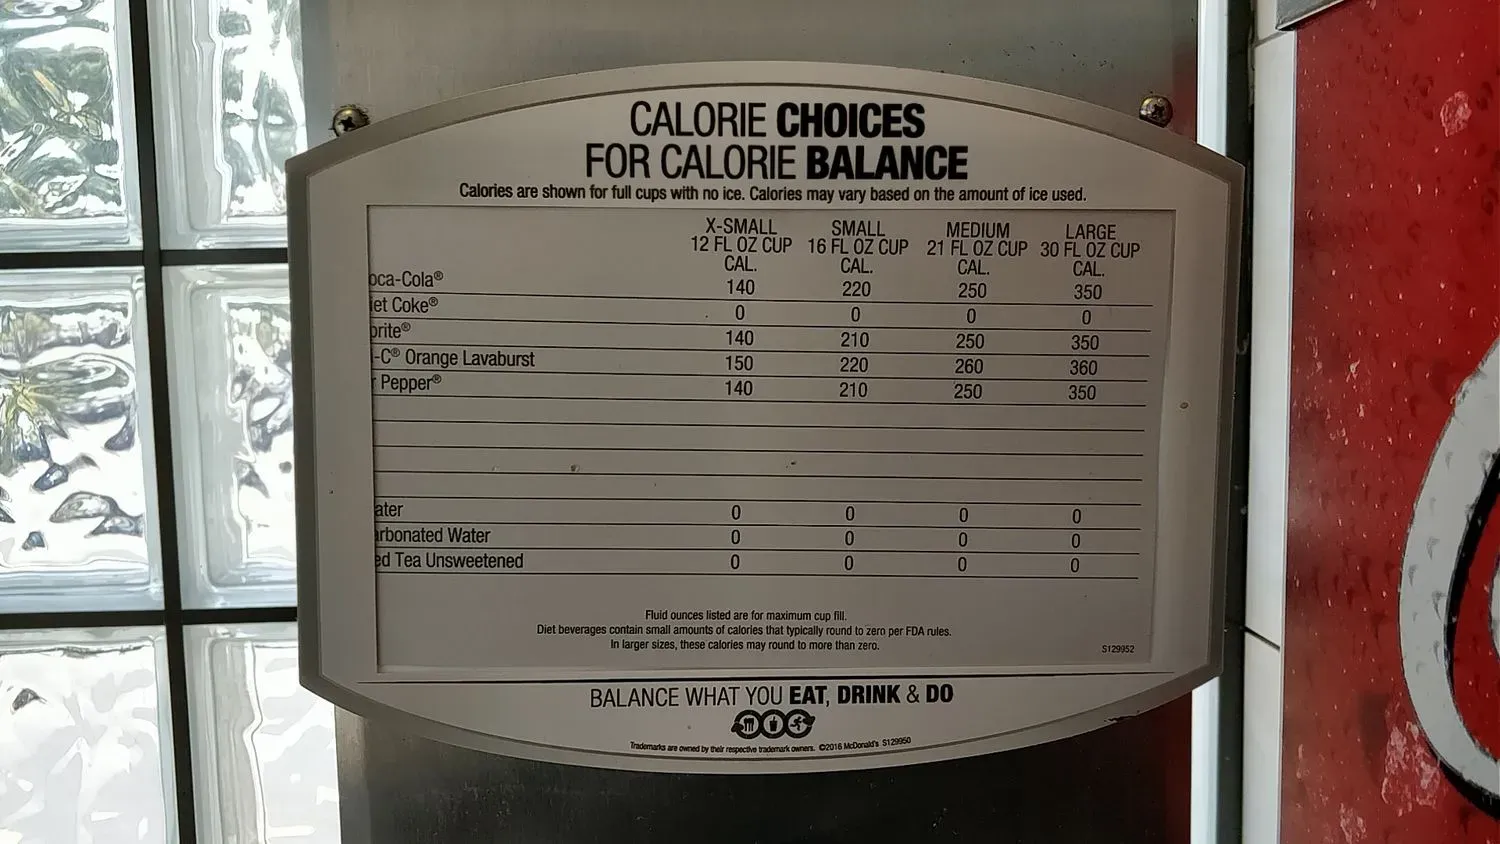 CALORIE CHOICES
FOR CALORIE BALANCE
Calories are shown for full cups with no ice. Calories may vary based on the amount of ice used.
X-SMALL SMALL MEDIUM LARGE
12 FL OZ CUP 16 FL OZ CUP 21 FL OZ CUP 30 FL OZ CUP
CAL. CAL. CAL. CAL.
oca-Cola® 140 220 250 350
iet Coke® 0 0 0 0
prite® 140 210 250 350
-C® Orange Lavaburst 150 220 260 360
r Pepper® 140 210 250 350
ater 0 0 0 0
arbonated Water 0 0 0 0
ed Tea Unsweetened 0 0 0 0
Fluid ounces listed are for maximum cup fill.
Diet beverages contain small amounts of calories that typically round to zero per FDA rules.
In larger sizes, these calories may round to more than zero.
S129952
BALANCE WHAT YOU EAT, DRINK & DO
Trademarks are owned by their respective trademark owners. ©2016 McDonald's S129950